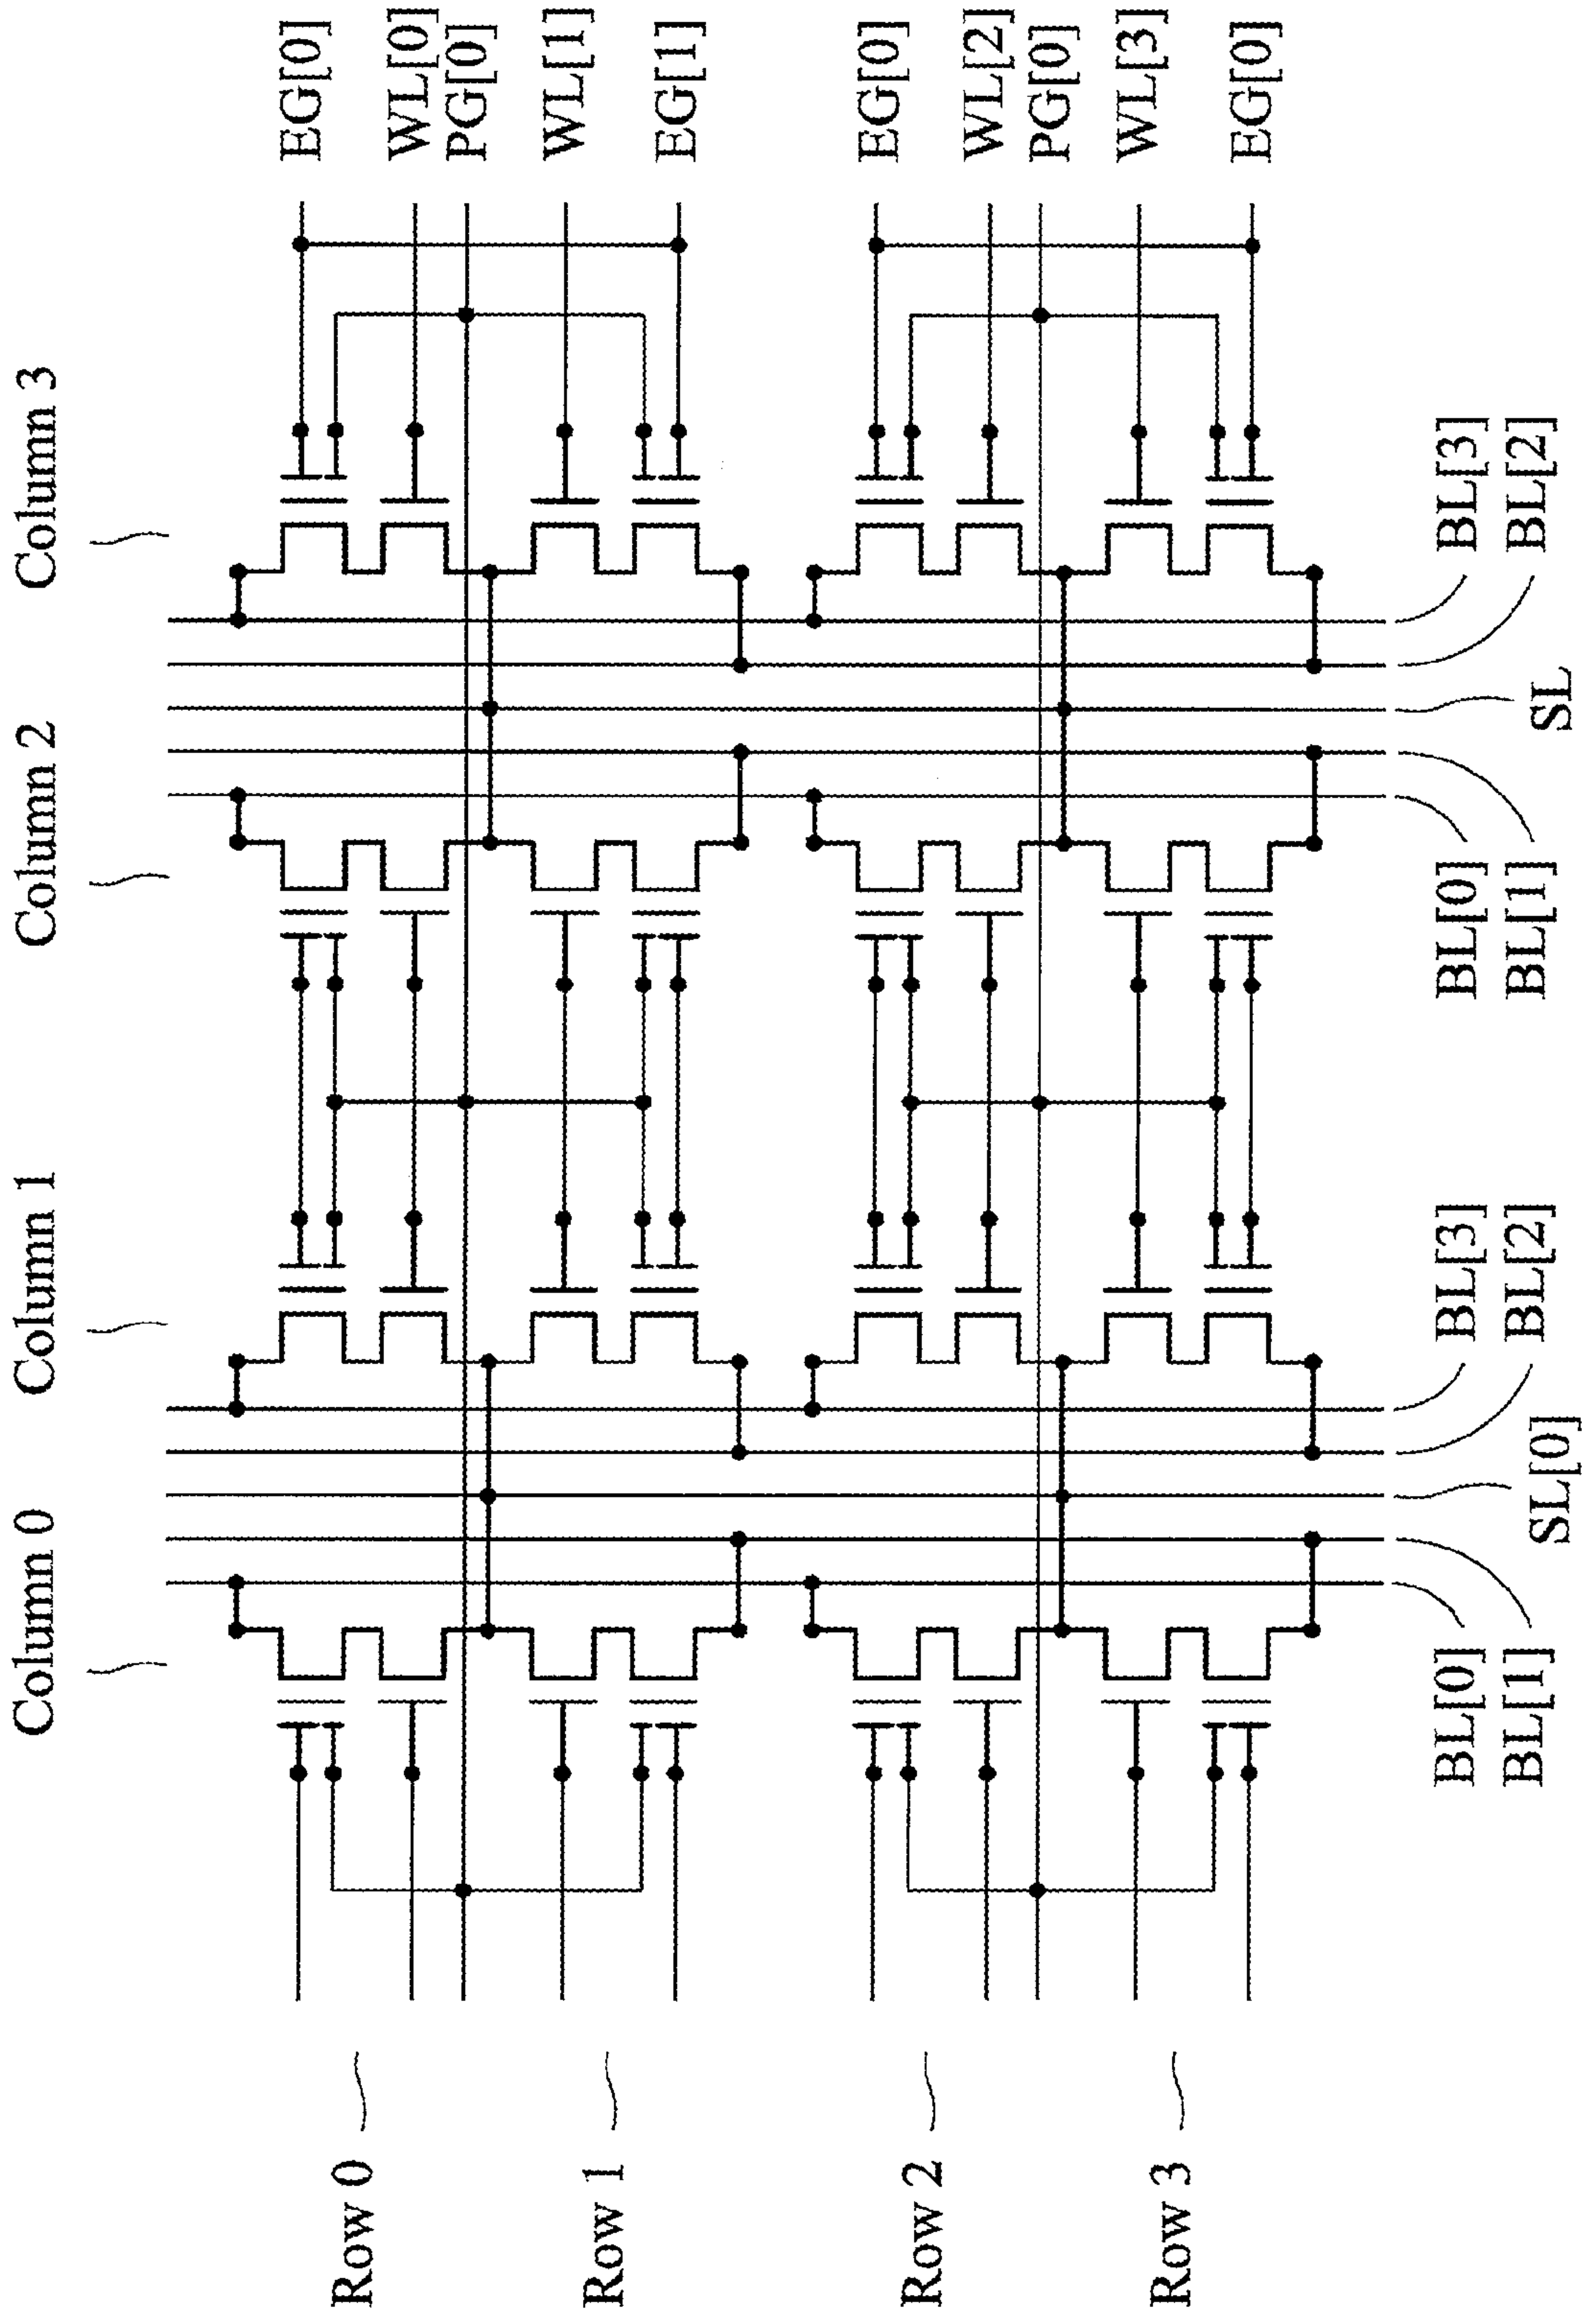 Column 0
Column 1
Column 2
Column 3
EG[0]
WL[0]
PG[0]
WL[1]
EG[1]
EG[0]
WL[2]
PG[0]
WL[3]
EG[0]
Row 0
Row 1
Row 2
Row 3
BL[0]
BL[1]
SL[0]
BL[3]
BL[2]
BL[0]
BL[1]
SL
BL[3]
BL[2]